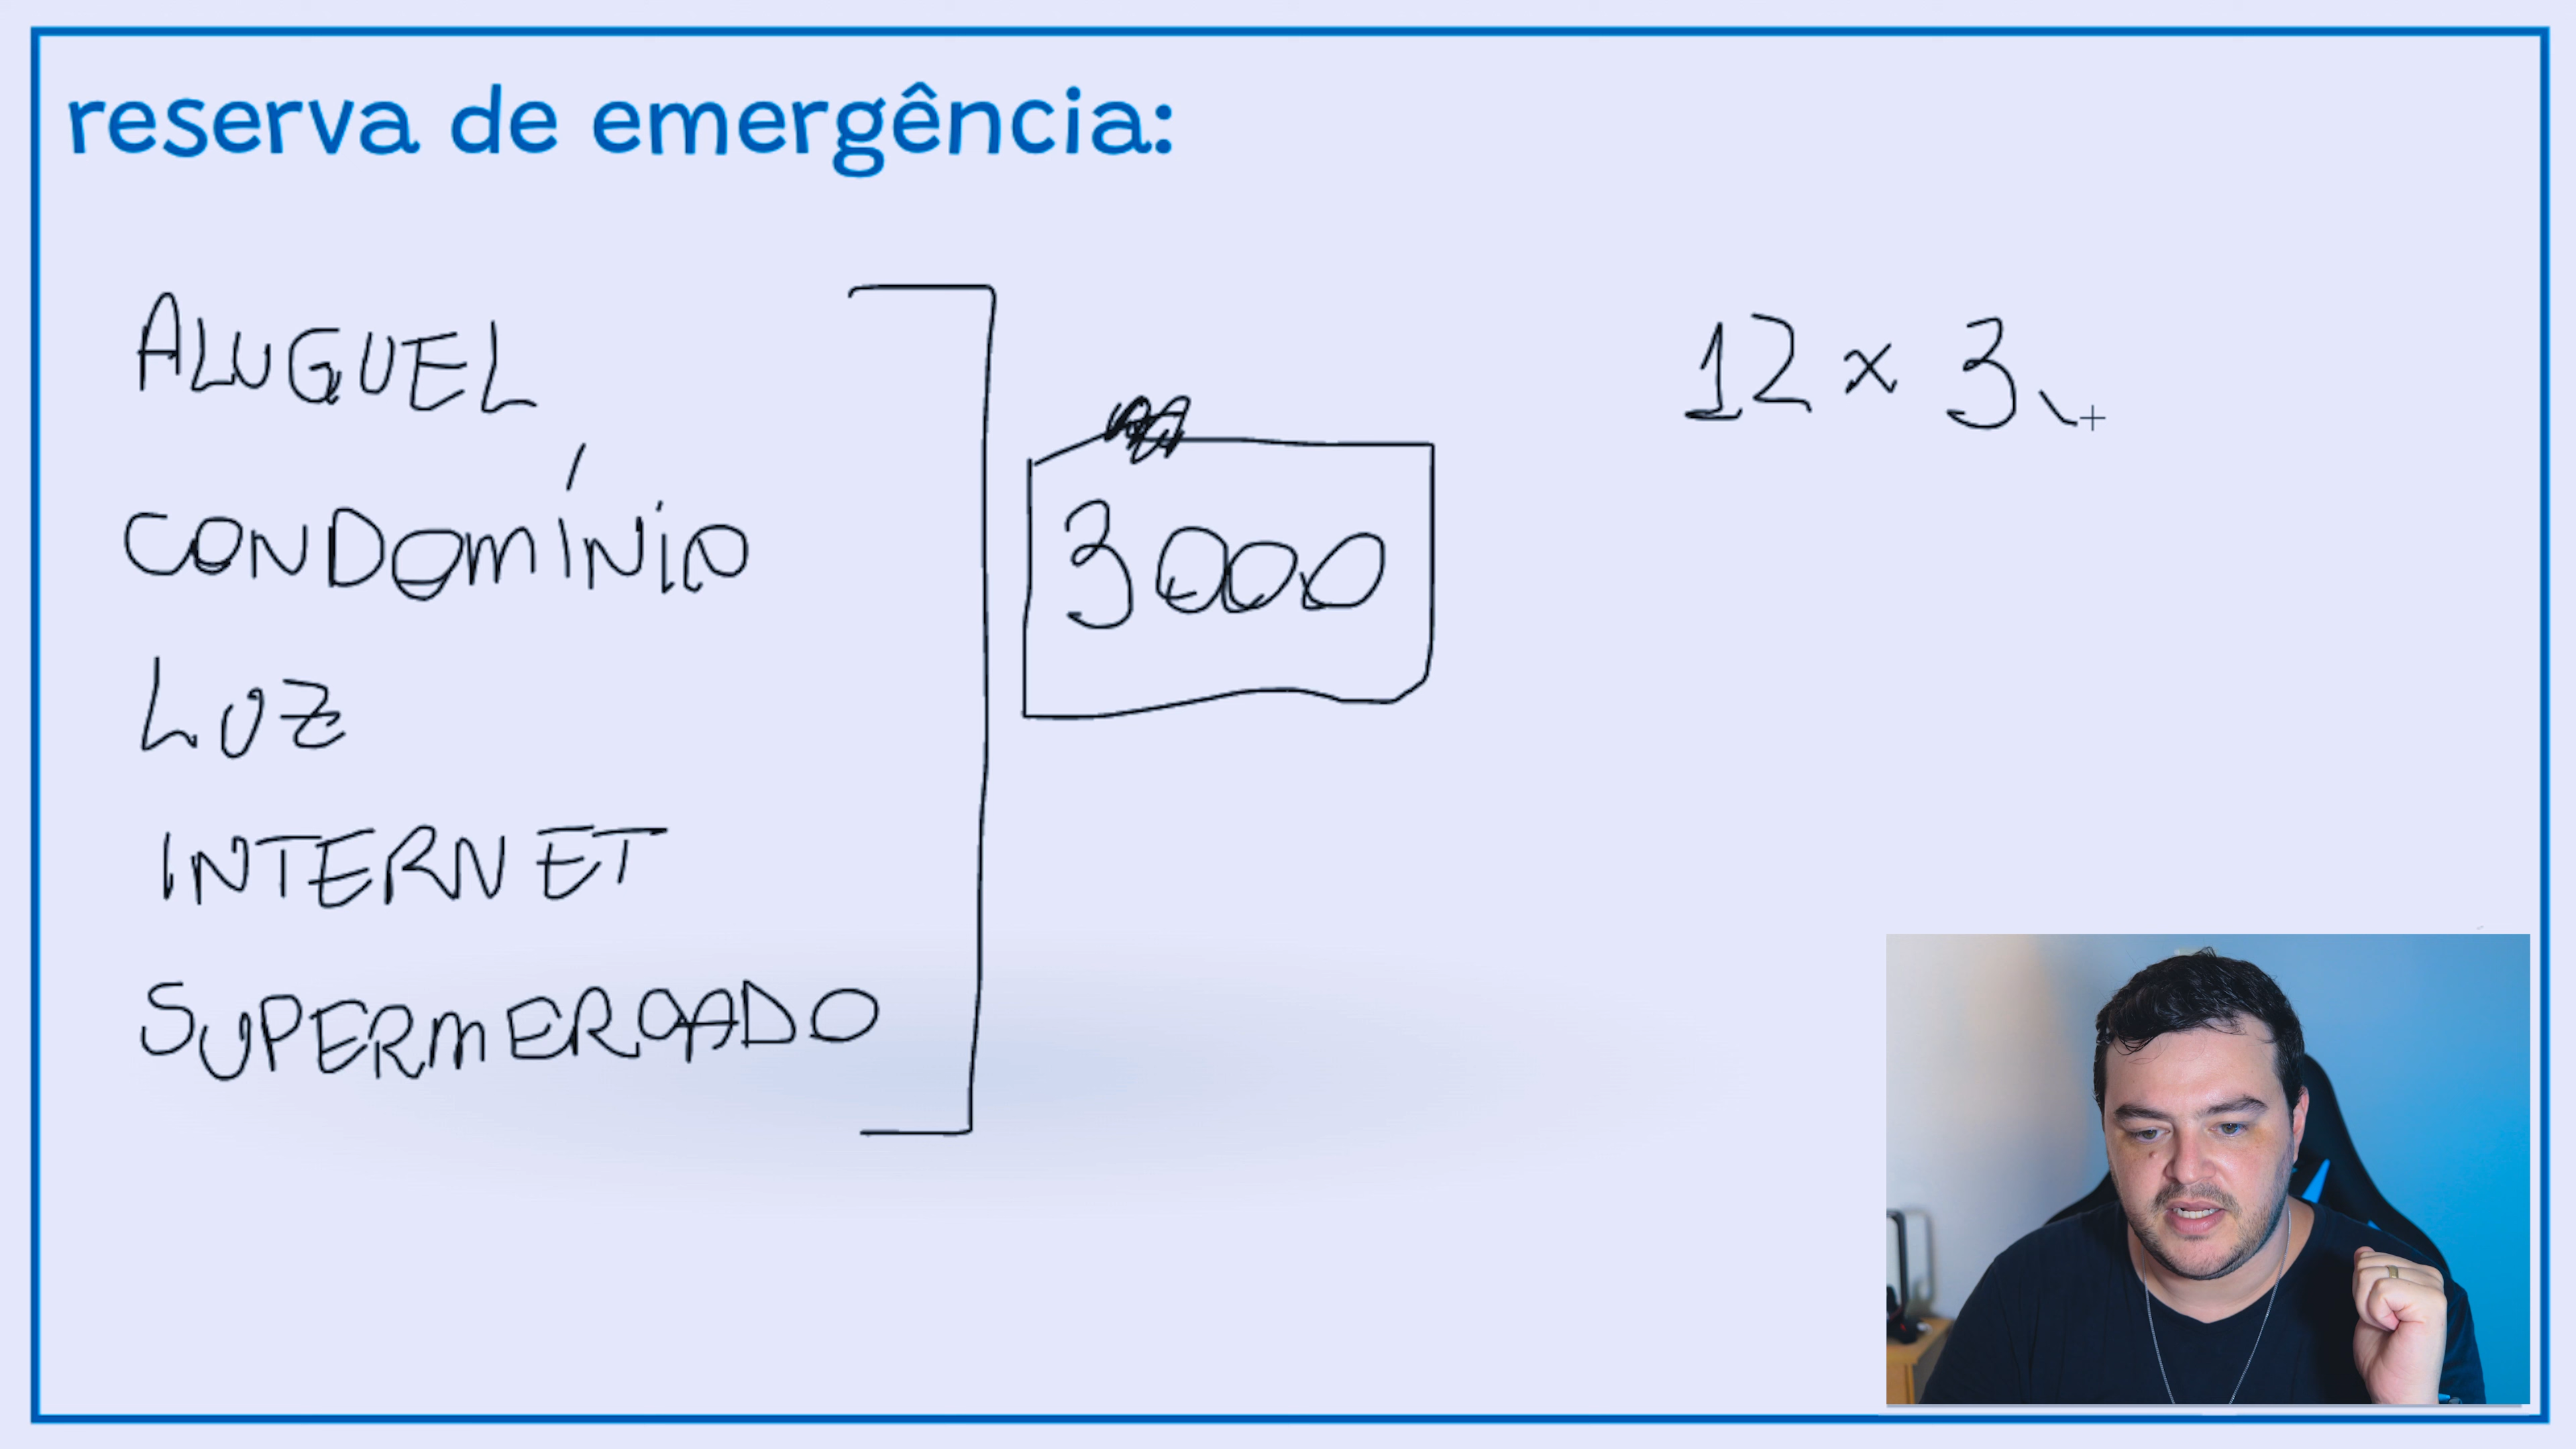 reserva de emergência:
ALUGUEL
CONDOMÍNIO
LUZ
INTERNET
SUPERMERCADO
3000
12 x 3